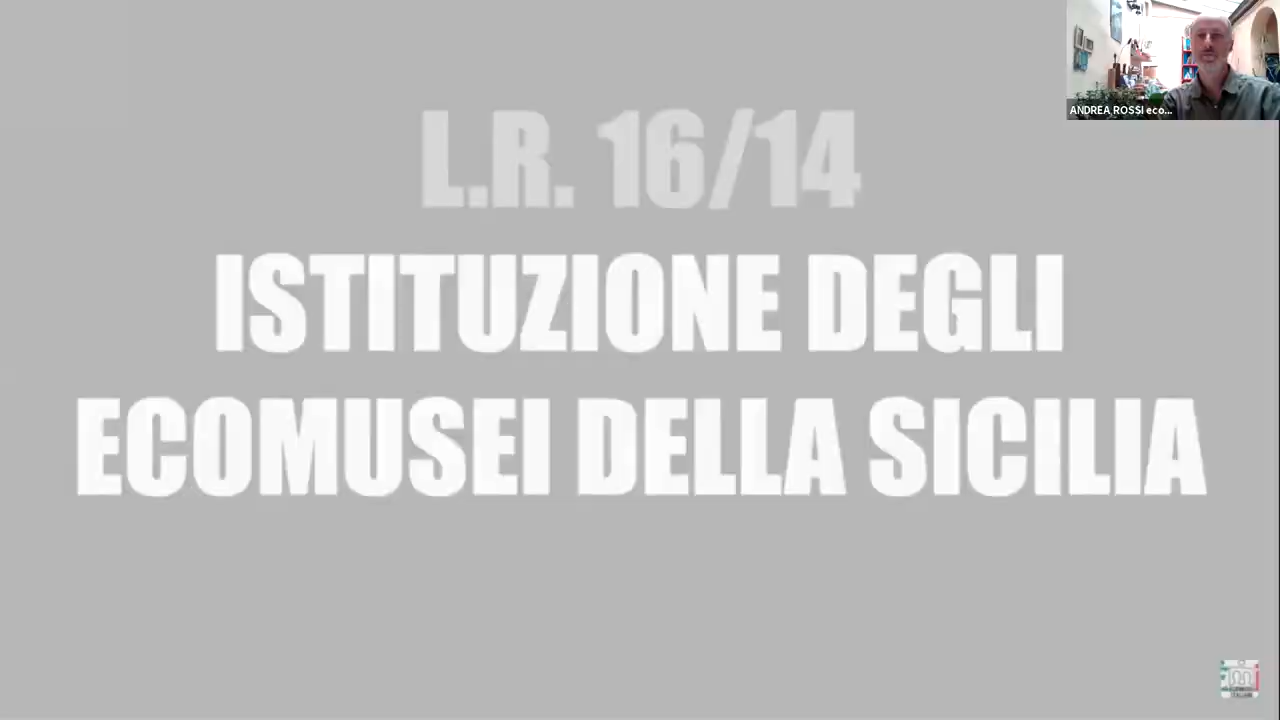 ANDREA ROSSI eco...
L.R. 16/14
ISTITUZIONE DEGLI
ECOMUSEI DELLA SICILIA